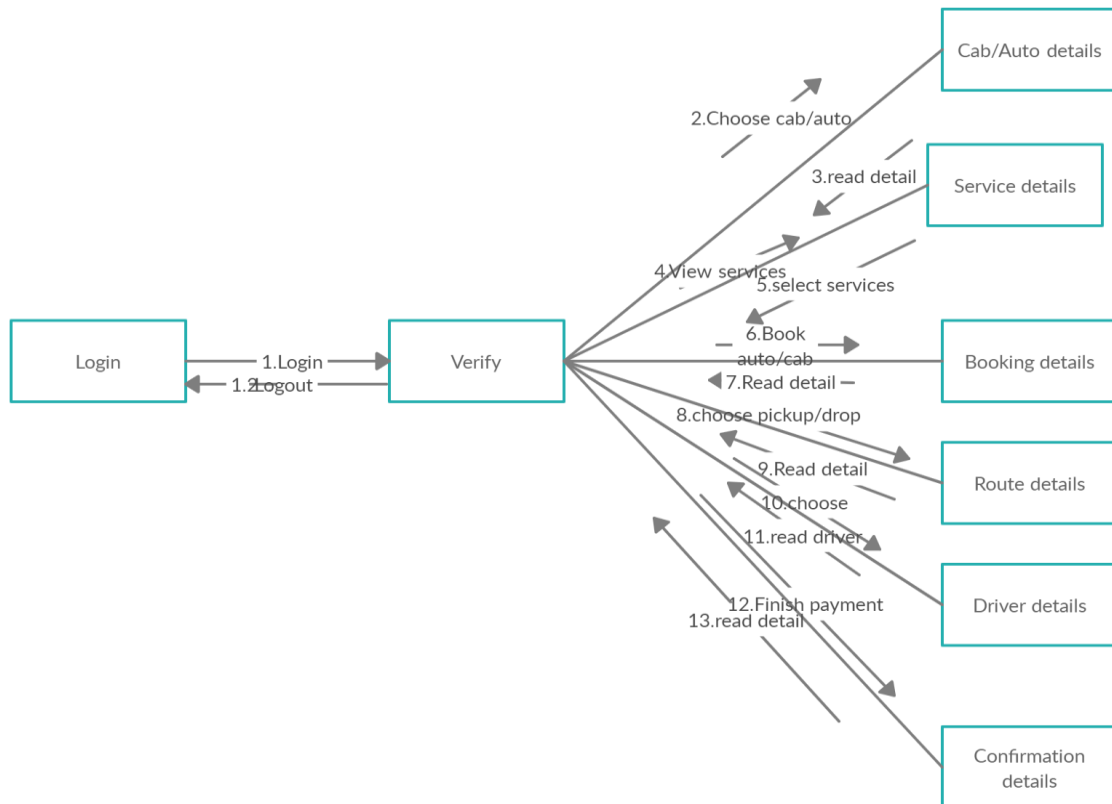 Cab/Auto details
2.Choose cab/auto
3.read detail
Service details
4.View services
5.select services
Login
1.Login
Verify
6.Book
auto/cab
Booking details
Logout
7.Read detail
8.choose pickup/drop
9.Read detail
Route details
10.choose
11.read driver
12.Finish payment
Driver details
13.read detail
Confirmation
details